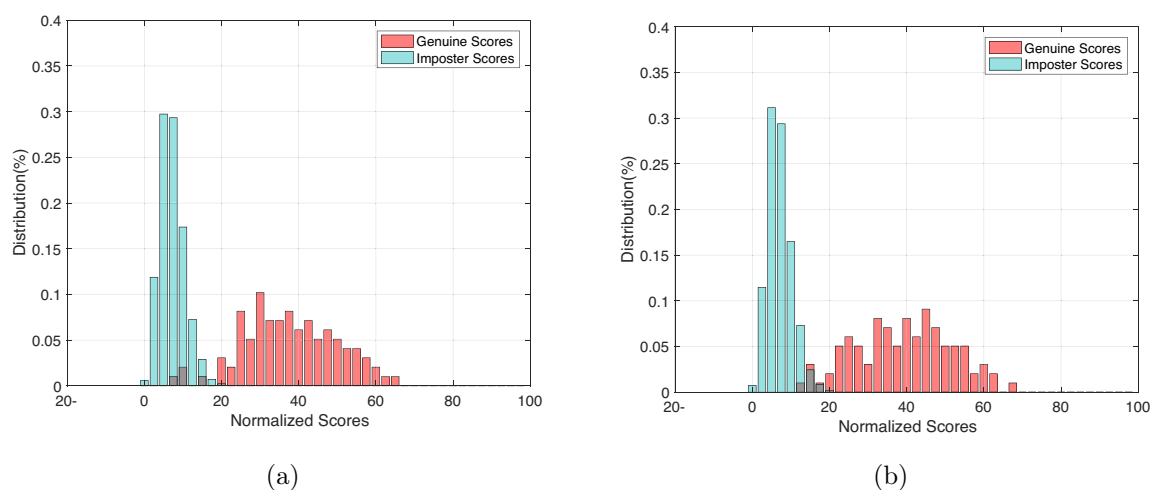 0.4
0.35
0.3
0.25
0.2
0.15
0.1
0.05
0
Distribution(%)
Genuine Scores
Imposter Scores
20- 0 20 40 60 80 100
Normalized Scores
(a)
0.4
0.35
0.3
0.25
0.2
0.15
0.1
0.05
0
Distribution(%)
Genuine Scores
Imposter Scores
20- 0 20 40 60 80 100
Normalized Scores
(b)